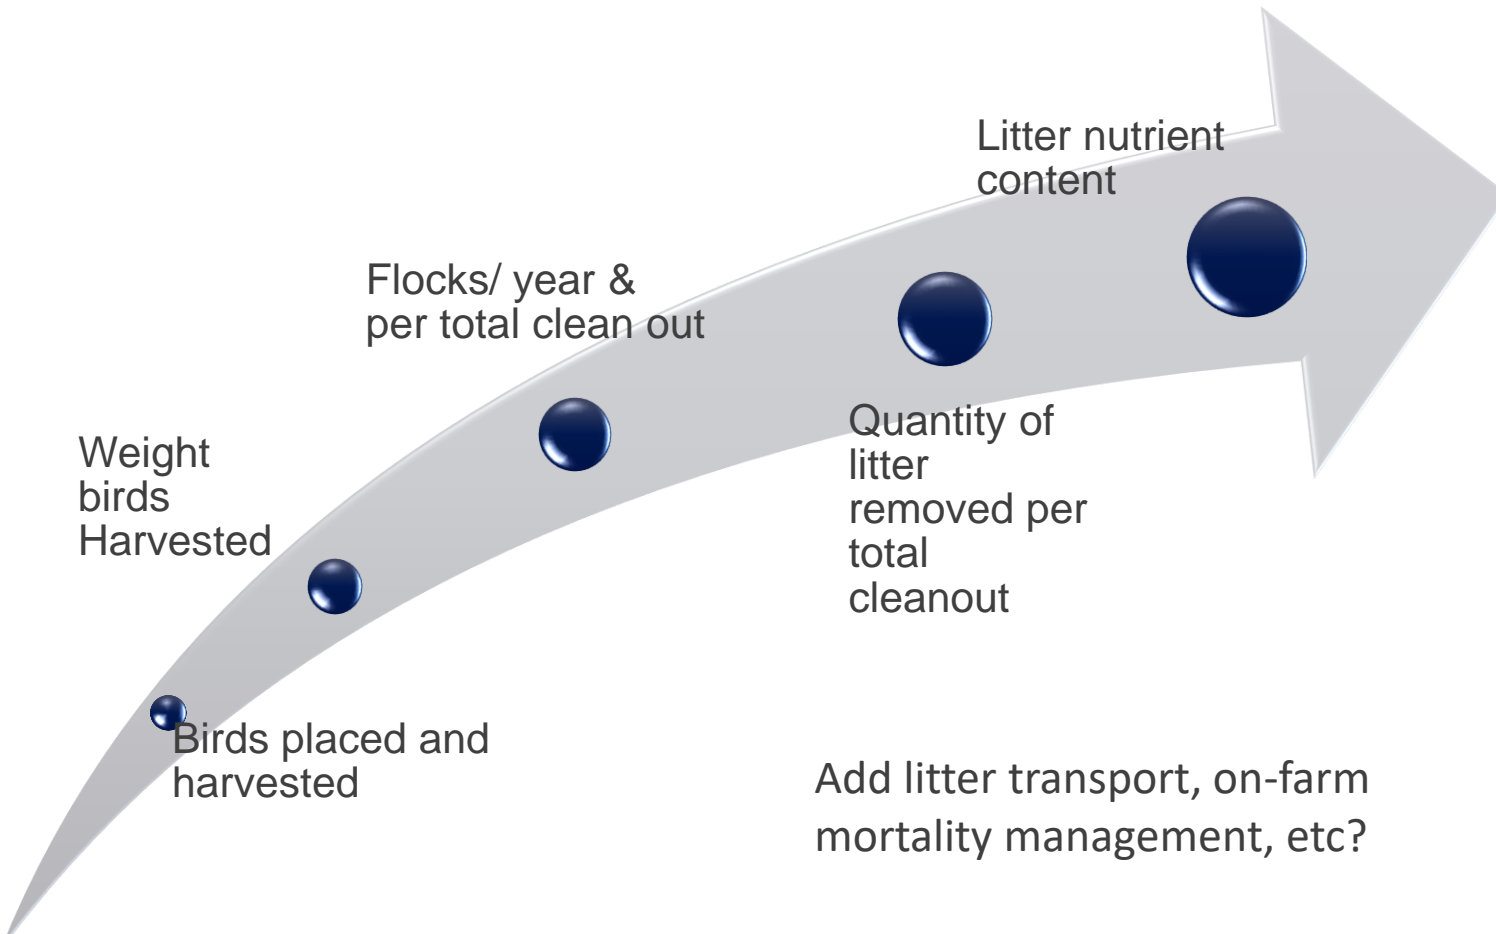 Litter nutrient
content
Flocks/ year &
per total clean out
Quantity of
litter
removed per
total
cleanout
Weight
birds
Harvested
Birds placed and
harvested
Add litter transport, on-farm
mortality management, etc?